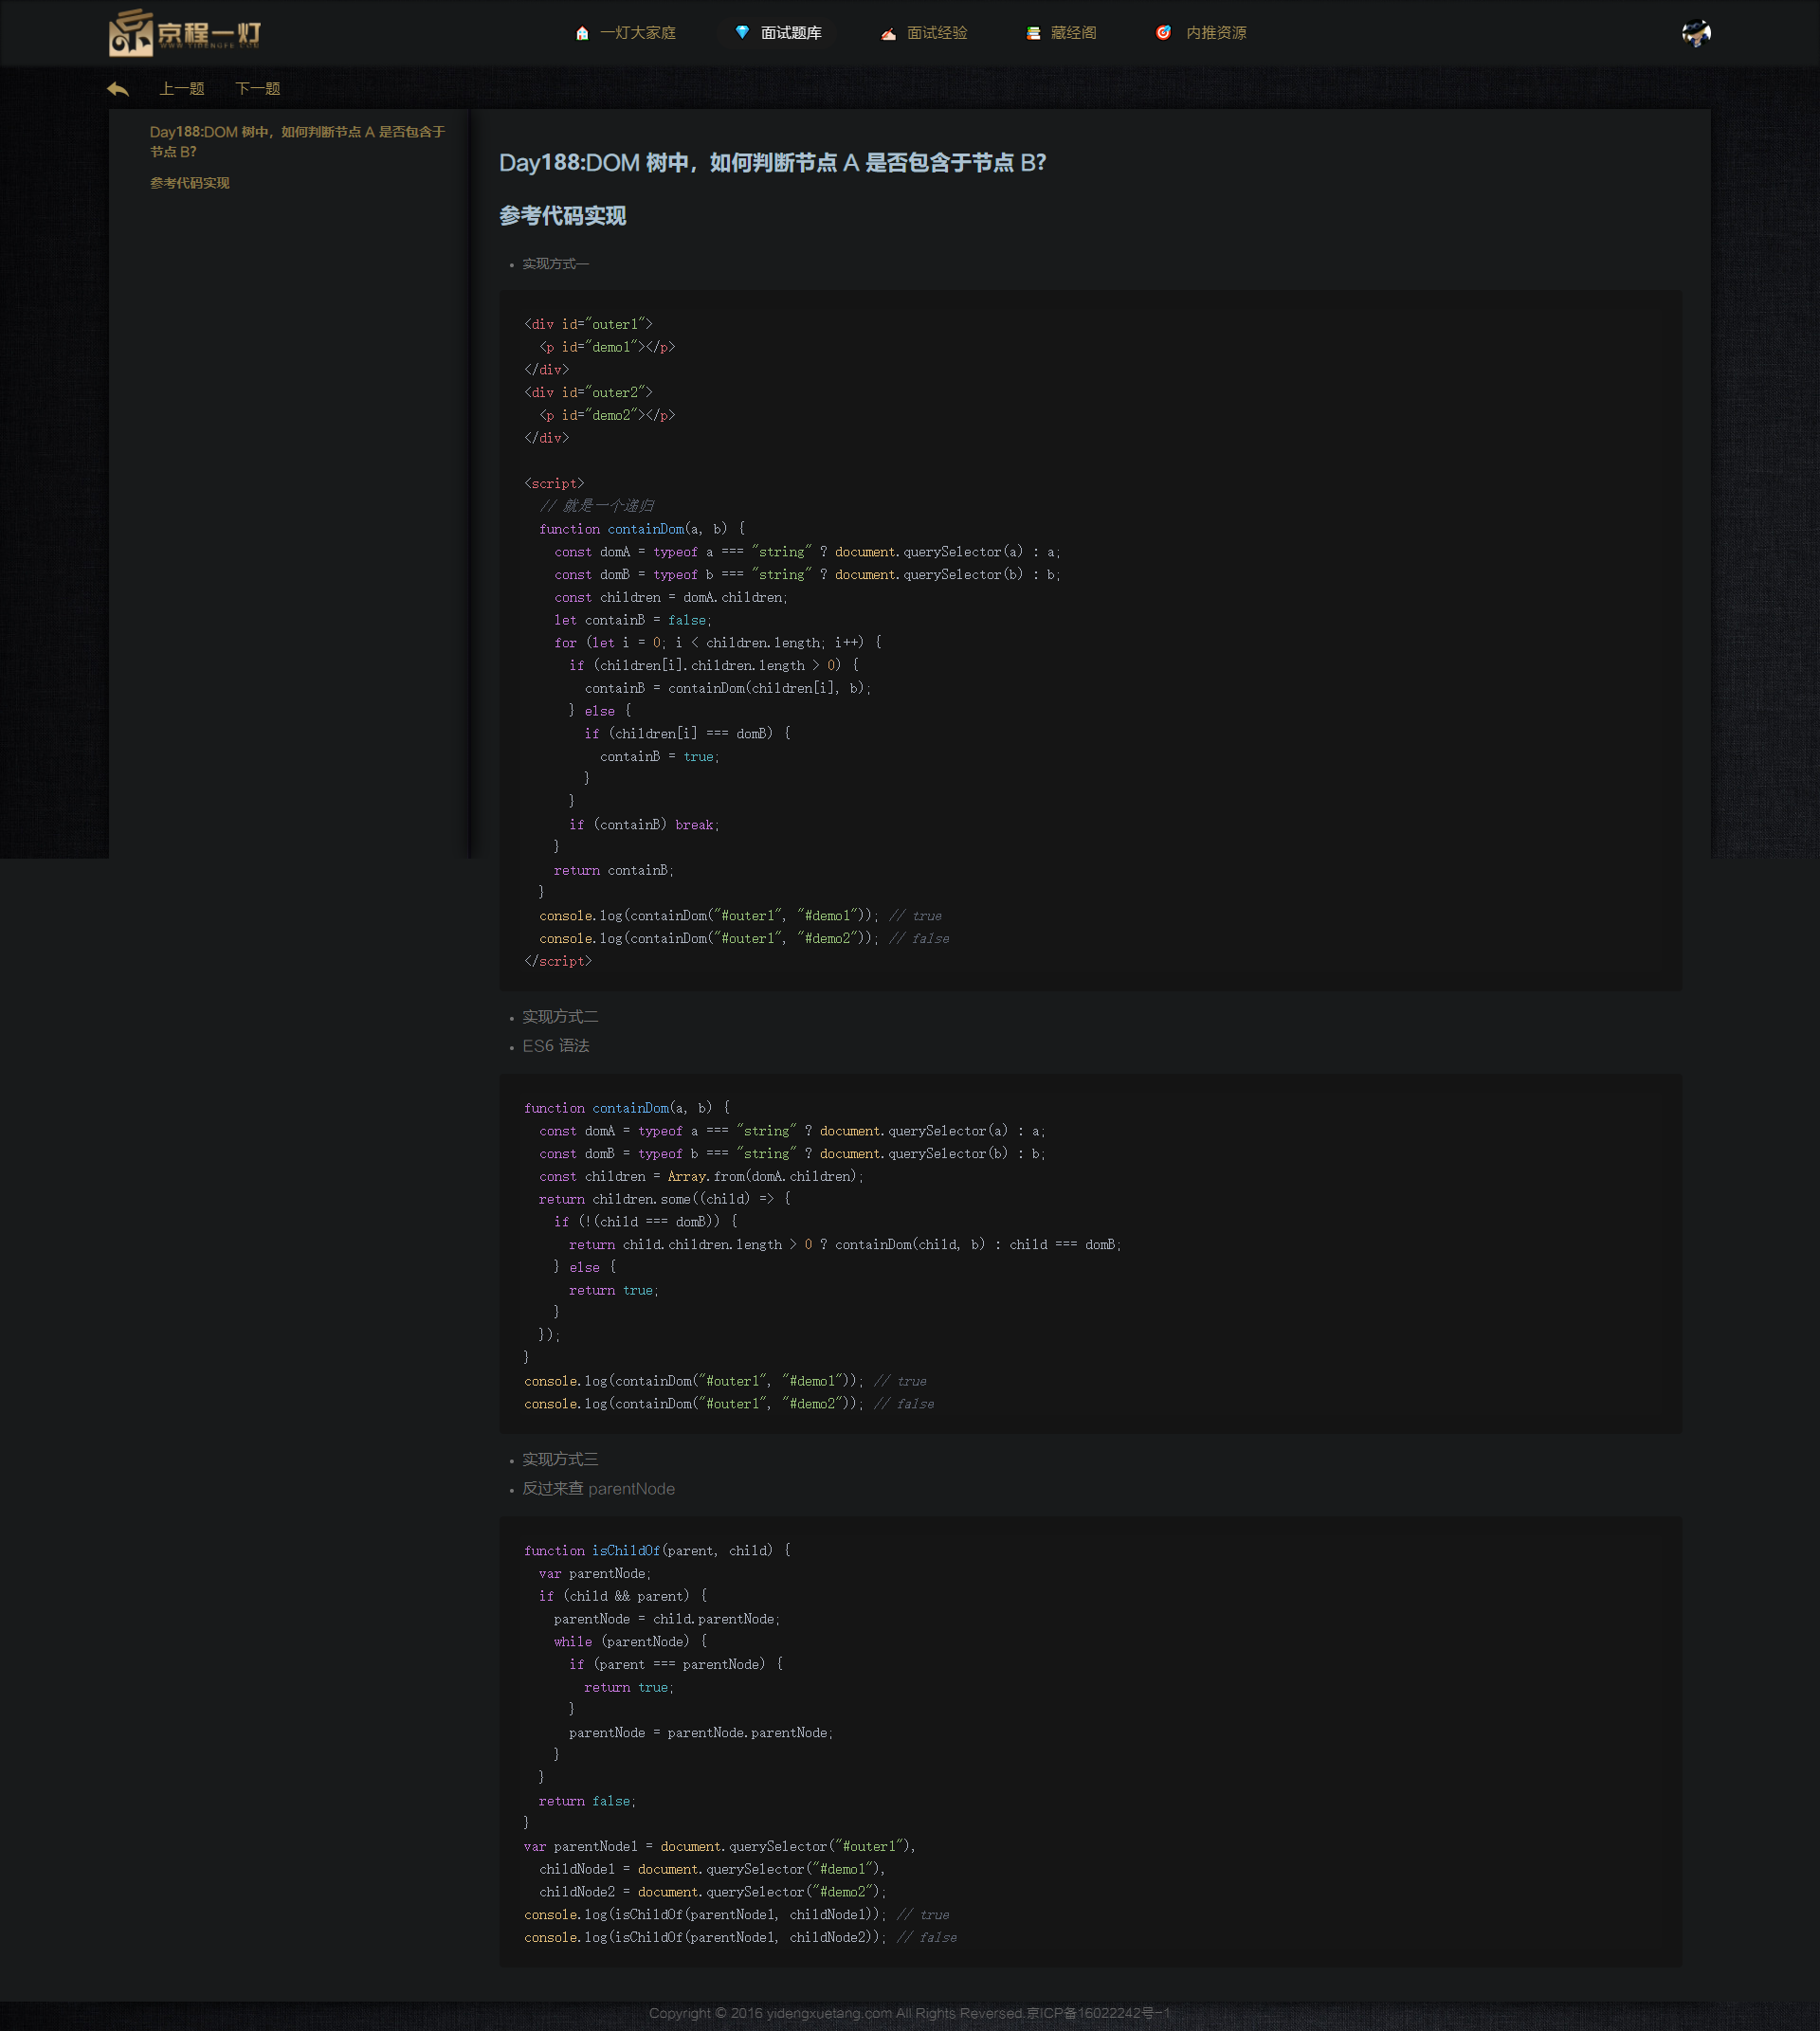 京程一灯
WWW.YIDENGFE.COM
一灯大家庭
面试题库
面试经验
藏经阁
内推资源
上一题
下一题
Day188:DOM 树中，如何判断节点 A 是否包含于
节点 B?
参考代码实现
Day188:DOM 树中，如何判断节点 A 是否包含于节点 B?
参考代码实现
• 实现方式一
<div id="outer1">
  <p id="demo1"></p>
</div>
<div id="outer2">
  <p id="demo2"></p>
</div>
<script>
  // 就是一个递归
  function containDom(a, b) {
    const domA = typeof a === "string" ? document.querySelector(a) : a;
    const domB = typeof b === "string" ? document.querySelector(b) : b;
    const children = domA.children;
    let containB = false;
    for (let i = 0; i < children.length; i++) {
      if (children[i].children.length > 0) {
        containB = containDom(children[i], b);
      } else {
        if (children[i] === domB) {
          containB = true;
        }
      }
      if (containB) break;
    }
    return containB;
  }
  console.log(containDom("#outer1", "#demo1")); // true
  console.log(containDom("#outer1", "#demo2")); // false
</script>
• 实现方式二
• ES6 语法
function containDom(a, b) {
  const domA = typeof a === "string" ? document.querySelector(a) : a;
  const domB = typeof b === "string" ? document.querySelector(b) : b;
  const children = Array.from(domA.children);
  return children.some((child) => {
    if (!(child === domB)) {
      return child.children.length > 0 ? containDom(child, b) : child === domB;
    } else {
      return true;
    }
  });
}
console.log(containDom("#outer1", "#demo1")); // true
console.log(containDom("#outer1", "#demo2")); // false
• 实现方式三
• 反过来查 parentNode
function isChildOf(parent, child) {
  var parentNode;
  if (child && parent) {
    parentNode = child.parentNode;
    while (parentNode) {
      if (parent === parentNode) {
        return true;
      }
      parentNode = parentNode.parentNode;
    }
  }
  return false;
}
var parentNode1 = document.querySelector("#outer1"),
  childNode1 = document.querySelector("#demo1"),
  childNode2 = document.querySelector("#demo2");
console.log(isChildOf(parentNode1, childNode1)); // true
console.log(isChildOf(parentNode1, childNode2)); // false
Copyright © 2016 yidengxuetang.com All Rights Reversed.京ICP备16022242号-1